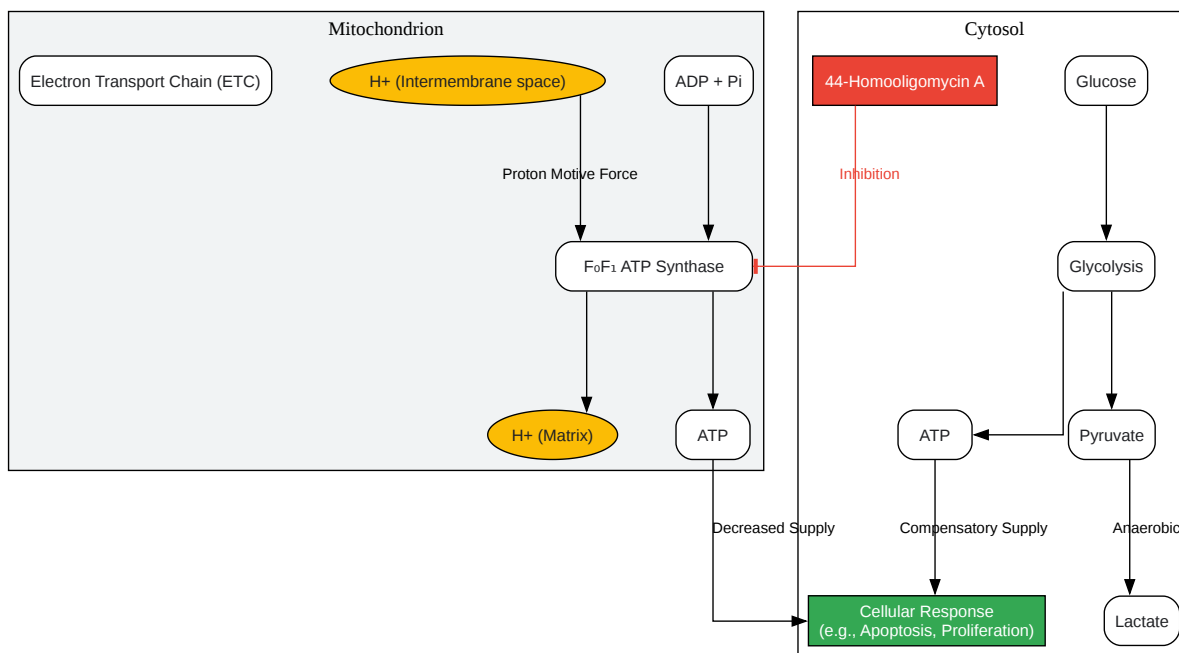 Mitochondrion
Cytosol
Electron Transport Chain (ETC)
H+ (Intermembrane space)
ADP + Pi
44-Homooligomycin A
Glucose
Proton Motive Force
Inhibition
F₀F₁ ATP Synthase
Glycolysis
H+ (Matrix)
ATP
ATP
Pyruvate
Decreased Supply
Compensatory Supply
Anaerobic
Cellular Response
(e.g., Apoptosis, Proliferation)
Lactate